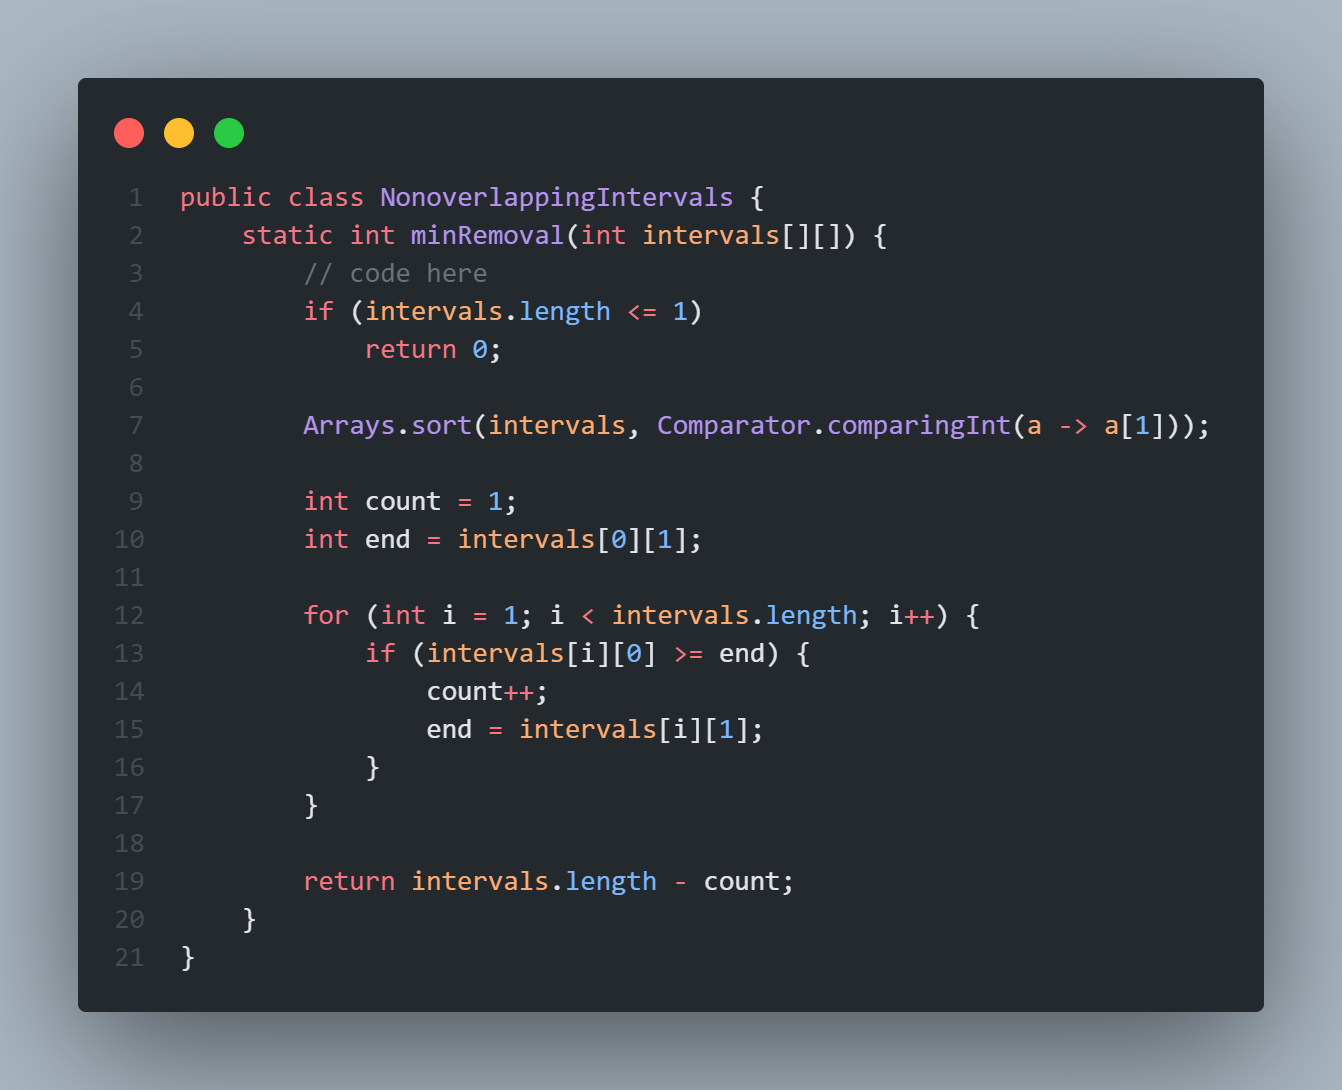 1 public class NonoverlappingIntervals {
2     static int minRemoval(int intervals[][]) {
3         // code here
4         if (intervals.length <= 1)
5             return 0;
6
7         Arrays.sort(intervals, Comparator.comparingInt(a -> a[1]));
8
9         int count = 1;
10         int end = intervals[0][1];
11
12         for (int i = 1; i < intervals.length; i++) {
13             if (intervals[i][0] >= end) {
14                 count++;
15                 end = intervals[i][1];
16             }
17         }
18
19         return intervals.length - count;
20     }
21 }